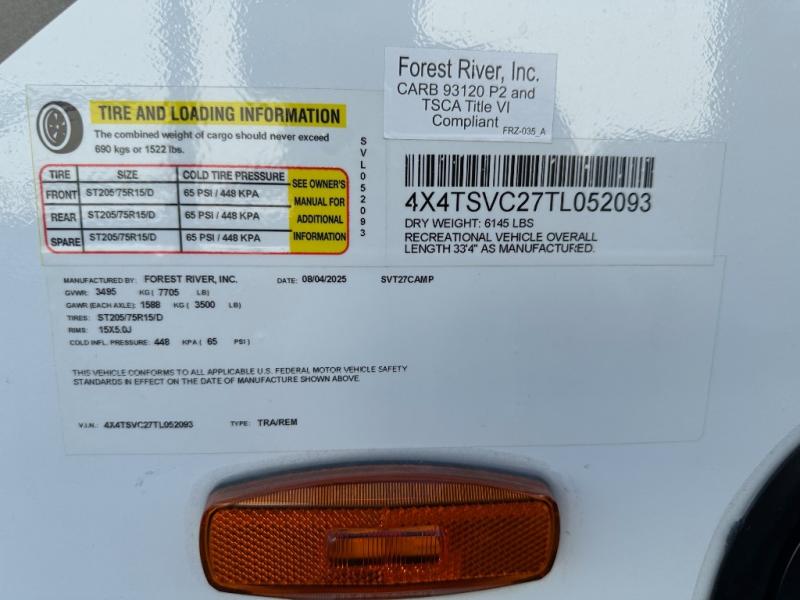 Forest River, Inc.
CARB 93120 P2 and
TSCA Title VI
Compliant
FRZ-035_A
TIRE AND LOADING INFORMATION
The combined weight of cargo should never exceed
690 kgs or 1522 lbs.
SVL052093
TIRE SIZE COLD TIRE PRESSURE
FRONT ST205/75R15/D 65 PSI / 448 KPA
REAR ST205/75R15/D 65 PSI / 448 KPA
SPARE ST205/75R15/D 65 PSI / 448 KPA
SEE OWNER'S
MANUAL FOR
ADDITIONAL
INFORMATION
4X4TSVC27TL052093
DRY WEIGHT: 6145 LBS
RECREATIONAL VEHICLE OVERALL
LENGTH 33'4" AS MANUFACTURED.
MANUFACTURED BY: FOREST RIVER, INC. DATE: 08/04/2025 SVT27CAMP
GVWR: 3495 KG ( 7705 LB)
GAWR (EACH AXLE): 1588 KG ( 3500 LB)
TIRES: ST205/75R15/D
RIMS: 15X5.0J
COLD INFL. PRESSURE: 448 KPA ( 65 PSI)
THIS VEHICLE CONFORMS TO ALL APPLICABLE U.S. FEDERAL MOTOR VEHICLE SAFETY
STANDARDS IN EFFECT ON THE DATE OF MANUFACTURE SHOWN ABOVE.
V.I.N.: 4X4TSVC27TL052093 TYPE: TRA/REM